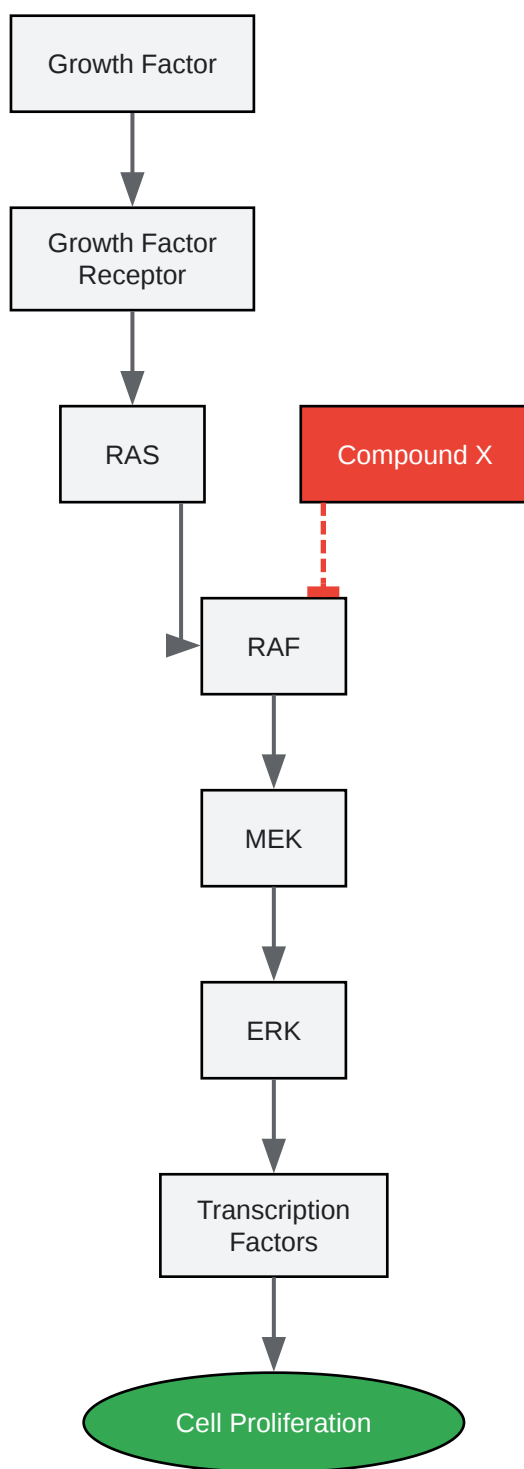 Growth Factor
Growth Factor
Receptor
RAS
Compound X
RAF
MEK
ERK
Transcription
Factors
Cell Proliferation